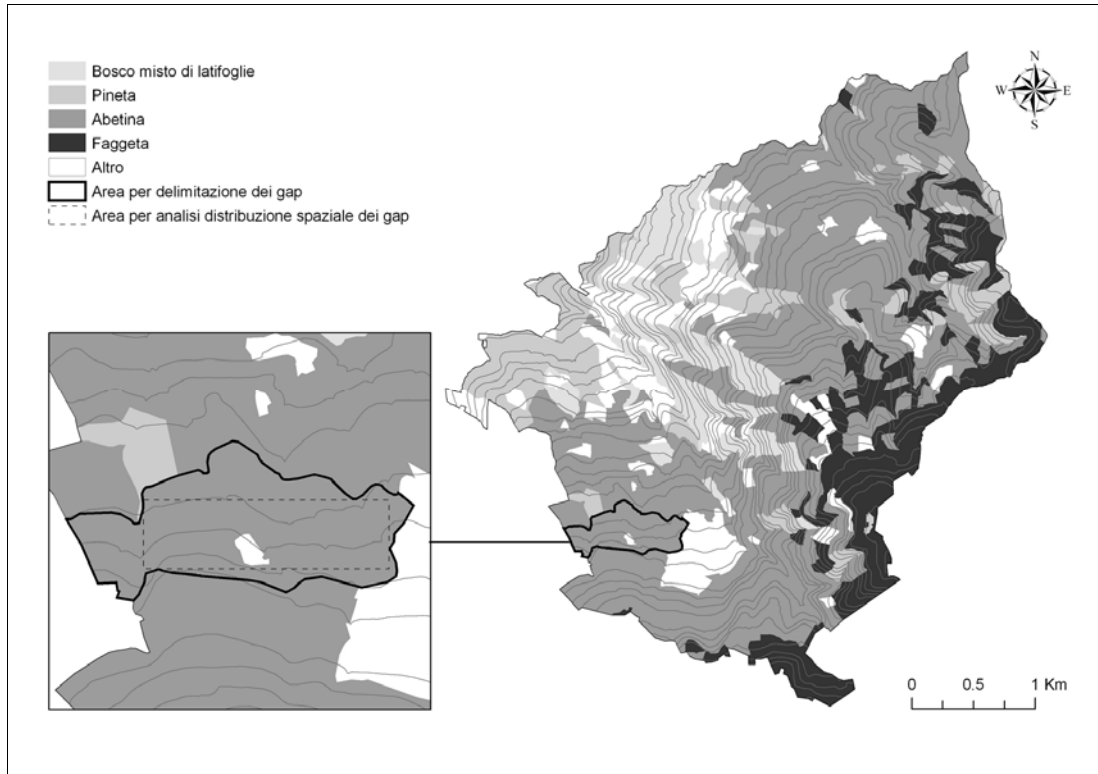 Bosco misto di latifoglie
Pineta
Abetina
Faggeta
Altro
Area per delimitazione dei gap
Area per analisi distribuzione spaziale dei gap
N
W E
S
0 0.5 1 Km